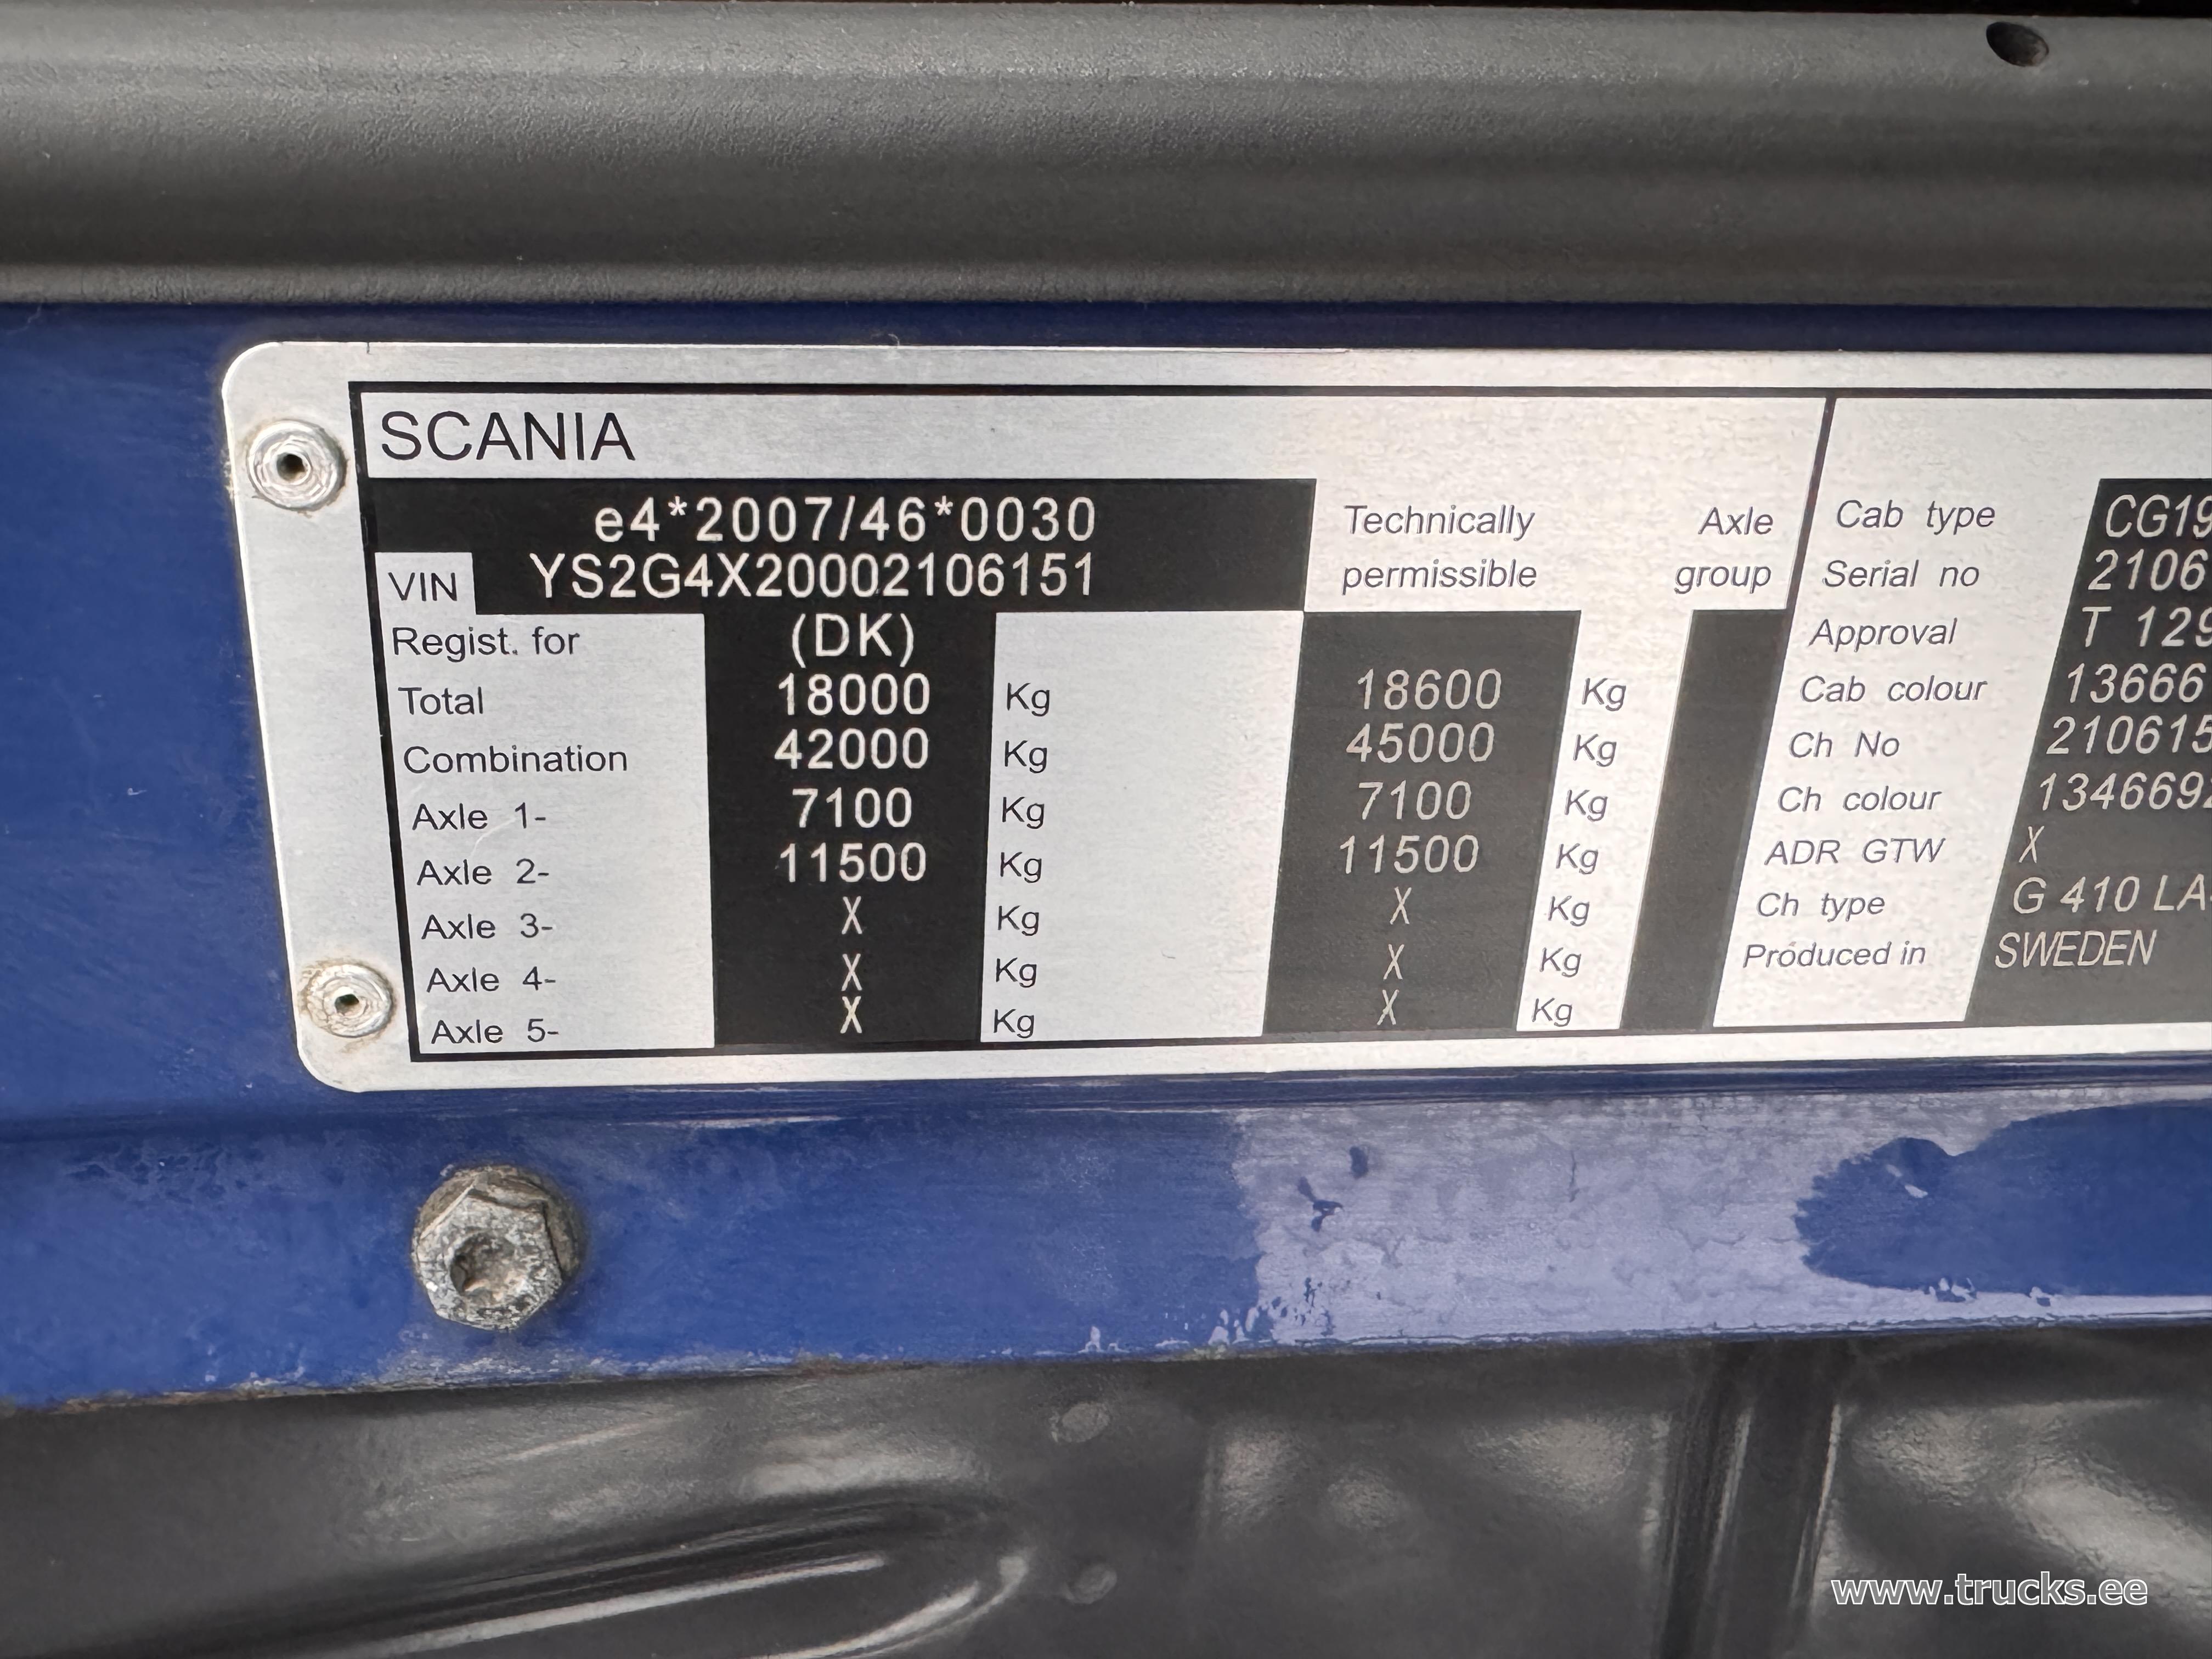 SCANIA
e4*2007/46*0030
VIN YS2G4X20002106151
Technically permissible
Axle group
Regist. for (DK)
Total 18000 Kg 18600 Kg
Combination 42000 Kg 45000 Kg
Axle 1- 7100 Kg 7100 Kg
Axle 2- 11500 Kg 11500 Kg
Axle 3- X Kg X Kg
Axle 4- X Kg X Kg
Axle 5- X Kg X Kg
Cab type CG19
Serial no 2106
Approval T 129
Cab colour 13666
Ch No 210615
Ch colour 1346692
ADR GTW X
Ch type G 410 LA
Produced in SWEDEN
www.trucks.ee